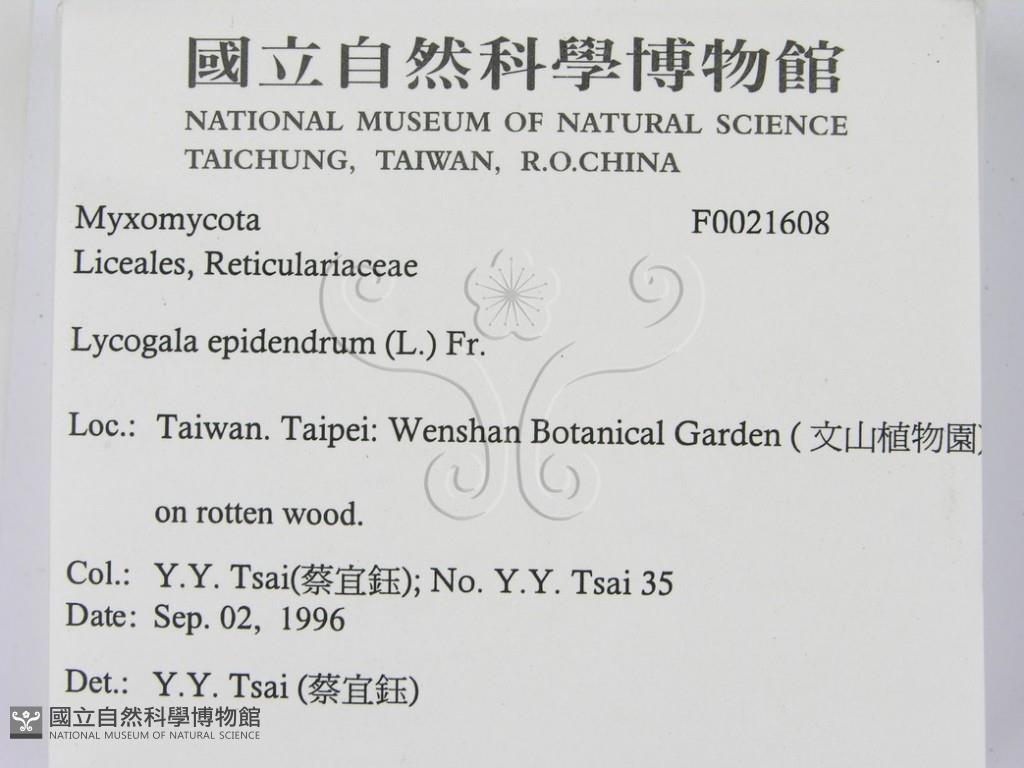 國立自然科學博物館
NATIONAL MUSEUM OF NATURAL SCIENCE
TAICHUNG, TAIWAN, R.O.CHINA
Myxomycota F0021608
Liceales, Reticulariaceae
Lycogala epidendrum (L.) Fr.
Loc.: Taiwan. Taipei: Wenshan Botanical Garden ( 文山植物園)
on rotten wood.
Col.: Y.Y. Tsai(蔡宜鈺); No. Y.Y. Tsai 35
Date: Sep. 02, 1996
Det.: Y.Y. Tsai (蔡宜鈺)
國立自然科學博物館
NATIONAL MUSEUM OF NATURAL SCIENCE